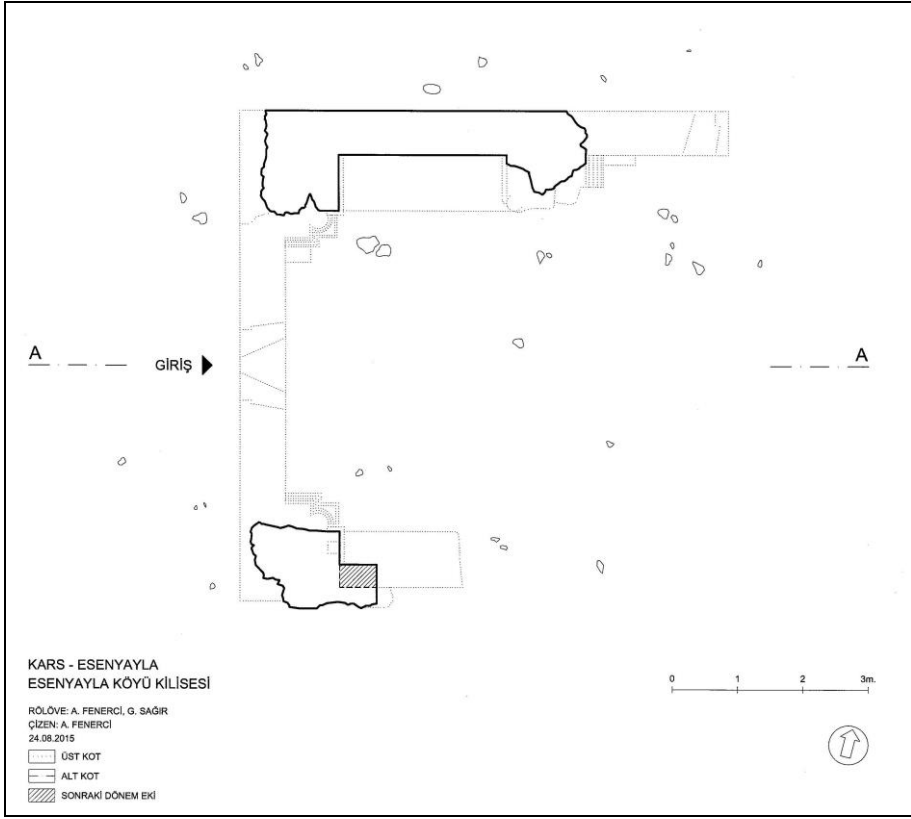 A
GİRİŞ
A
KARS - ESENYAYLA
ESENYAYLA KÖYÜ KİLİSESİ
RÖLÖVE: A. FENERCİ, G. SAĞIR
ÇİZEN: A. FENERCİ
24.08.2015
ÜST KOT
ALT KOT
SONRAKİ DÖNEM EKİ
0 1 2 3m.